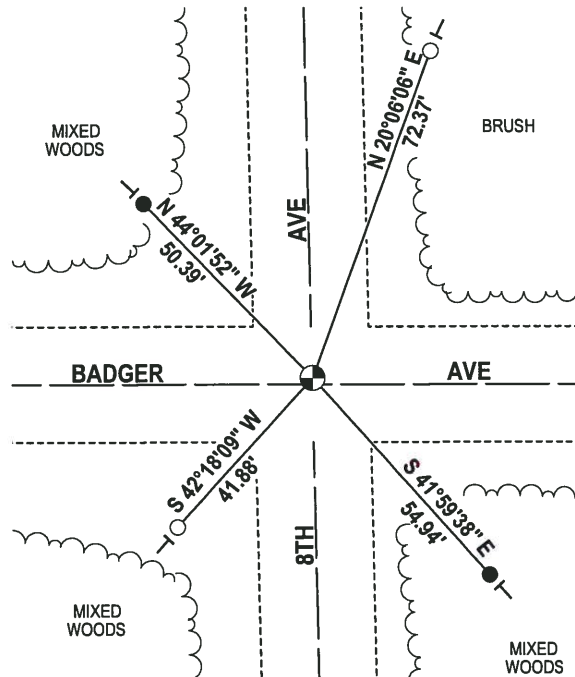 MIXED
WOODS
BRUSH
N 20°06'06" E
72.37'
N 44°01'52" W
50.39'
AVE
BADGER
AVE
S 42°18'09" W
41.88'
S 41°59'38" E
54.94'
8TH
MIXED
WOODS
MIXED
WOODS